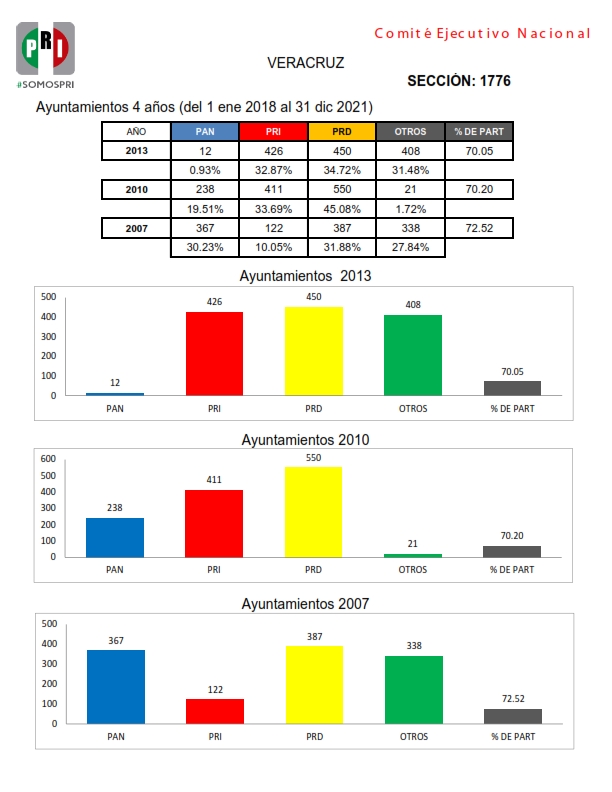 PRI
#SOMOSPRI
Comité Ejecutivo Nacional
VERACRUZ
SECCIÓN: 1776
Ayuntamientos 4 años (del 1 ene 2018 al 31 dic 2021)
AÑO PAN PRI PRD OTROS % DE PART
2013 12 426 450 408 70.05
0.93% 32.87% 34.72% 31.48%
2010 238 411 550 21 70.20
19.51% 33.69% 45.08% 1.72%
2007 367 122 387 338 72.52
30.23% 10.05% 31.88% 27.84%
Ayuntamientos 2013
500
400
300
200
100
0
12 426 450 408 70.05
PAN PRI PRD OTROS % DE PART
Ayuntamientos 2010
600
500
400
300
200
100
0
238 411 550 21 70.20
PAN PRI PRD OTROS % DE PART
Ayuntamientos 2007
500
400
300
200
100
0
367 122 387 338 72.52
PAN PRI PRD OTROS % DE PART